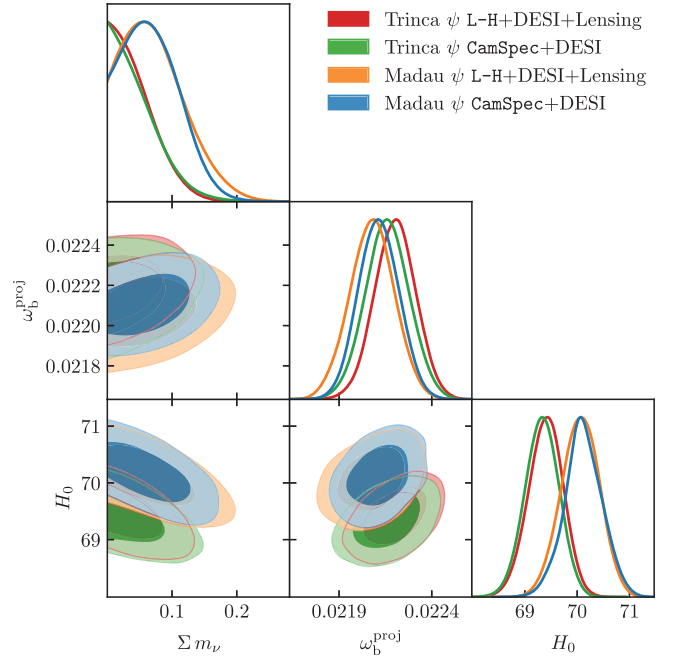 Trinca ψ L-H+DESI+Lensing
Trinca ψ CamSpec+DESI
Madau ψ L-H+DESI+Lensing
Madau ψ CamSpec+DESI
0.0224
0.0222
0.0220
0.0218
ω_b^proj
71
70
69
H_0
0.1 0.2
0.0219 0.0224
69 70 71
Σ m_ν
ω_b^proj
H_0